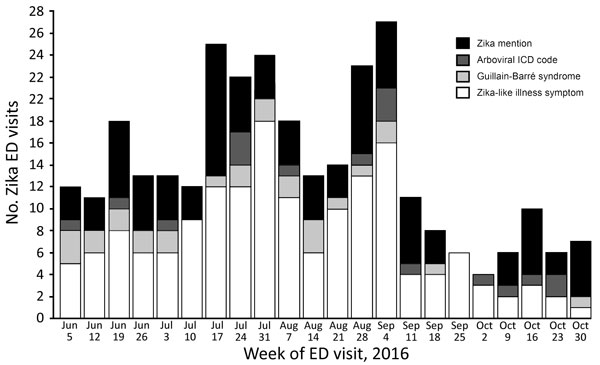 28
26
24
22
20
18
16
14
12
10
8
6
4
2
0
No. Zika ED visits
Zika mention
Arboviral ICD code
Guillain-Barré syndrome
Zika-like illness symptom
Jun Jun Jun Jun Jul Jul Jul Jul Jul Aug Aug Aug Aug Sep Sep Sep Sep Oct Oct Oct Oct Oct
5 12 19 26 3 10 17 24 31 7 14 21 28 4 11 18 25 2 9 16 23 30
Week of ED visit, 2016